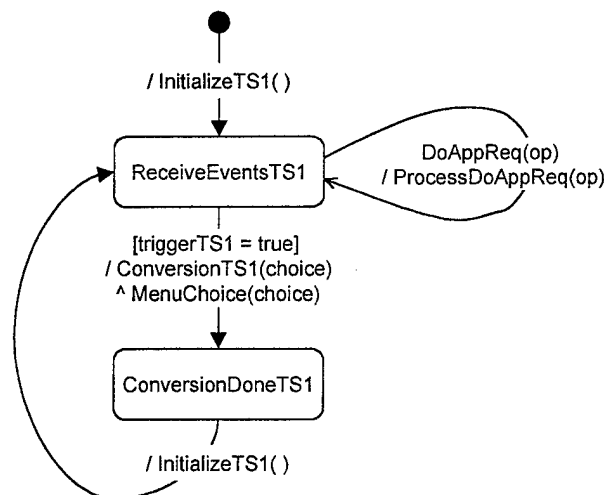 / InitializeTS1( )
ReceiveEventsTS1
DoAppReq(op)
/ ProcessDoAppReq(op)
[triggerTS1 = true]
/ ConversionTS1(choice)
^ MenuChoice(choice)
ConversionDoneTS1
/ InitializeTS1( )